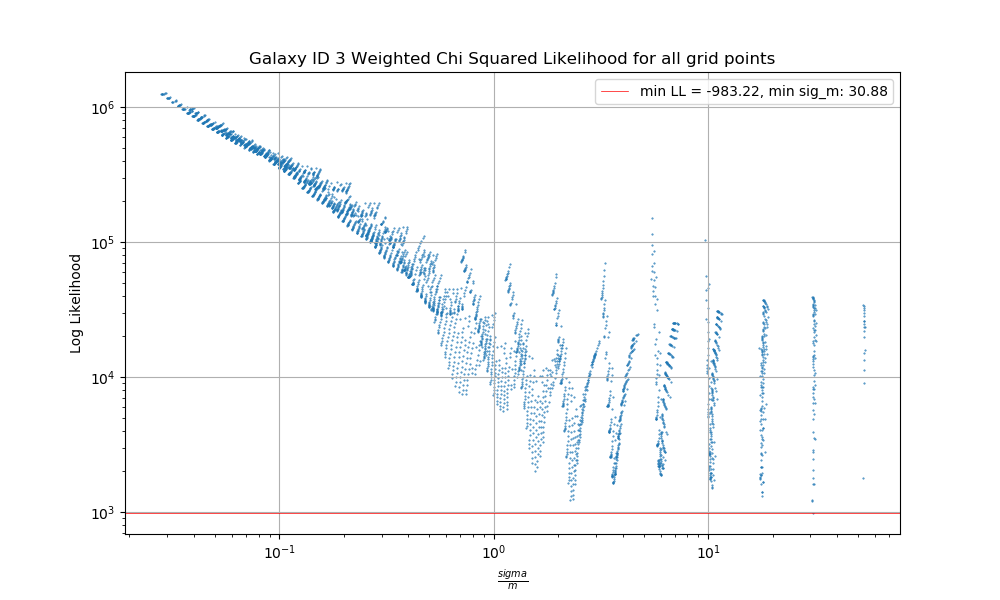 Galaxy ID 3 Weighted Chi Squared Likelihood for all grid points
min LL = -983.22, min sig_m: 30.88
Log Likelihood
10^6
10^5
10^4
10^3
10^-1
10^0
10^1
sigma
m